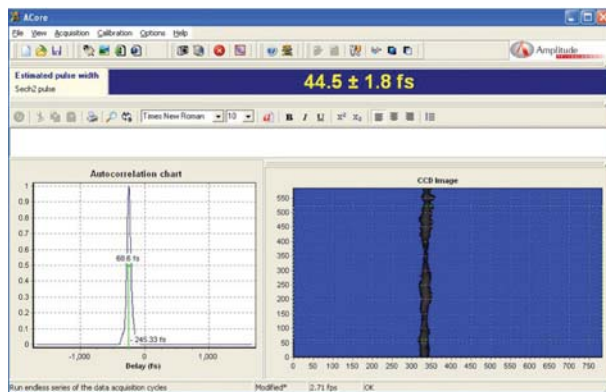 ACore
File View Acquisition Calibration Options Help
Amplitude
Estimated pulse width
Sech2 pulse
44.5 ± 1.8 fs
Times New Roman 10 B I U x² x₂
Autocorrelation chart
1
0.9
0.8
0.7
0.6
0.5
0.4
0.3
0.2
0.1
0
68.6 fs
- 245.33 fs
-1,000 0 1,000
Delay (fs)
CCD Image
550
500
450
400
350
300
250
200
150
100
50
0
0 50 100 150 200 250 300 350 400 450 500 550 600 650 700 750
Run endless series of the data acquisition cycles Modified* 2.71 fps OK